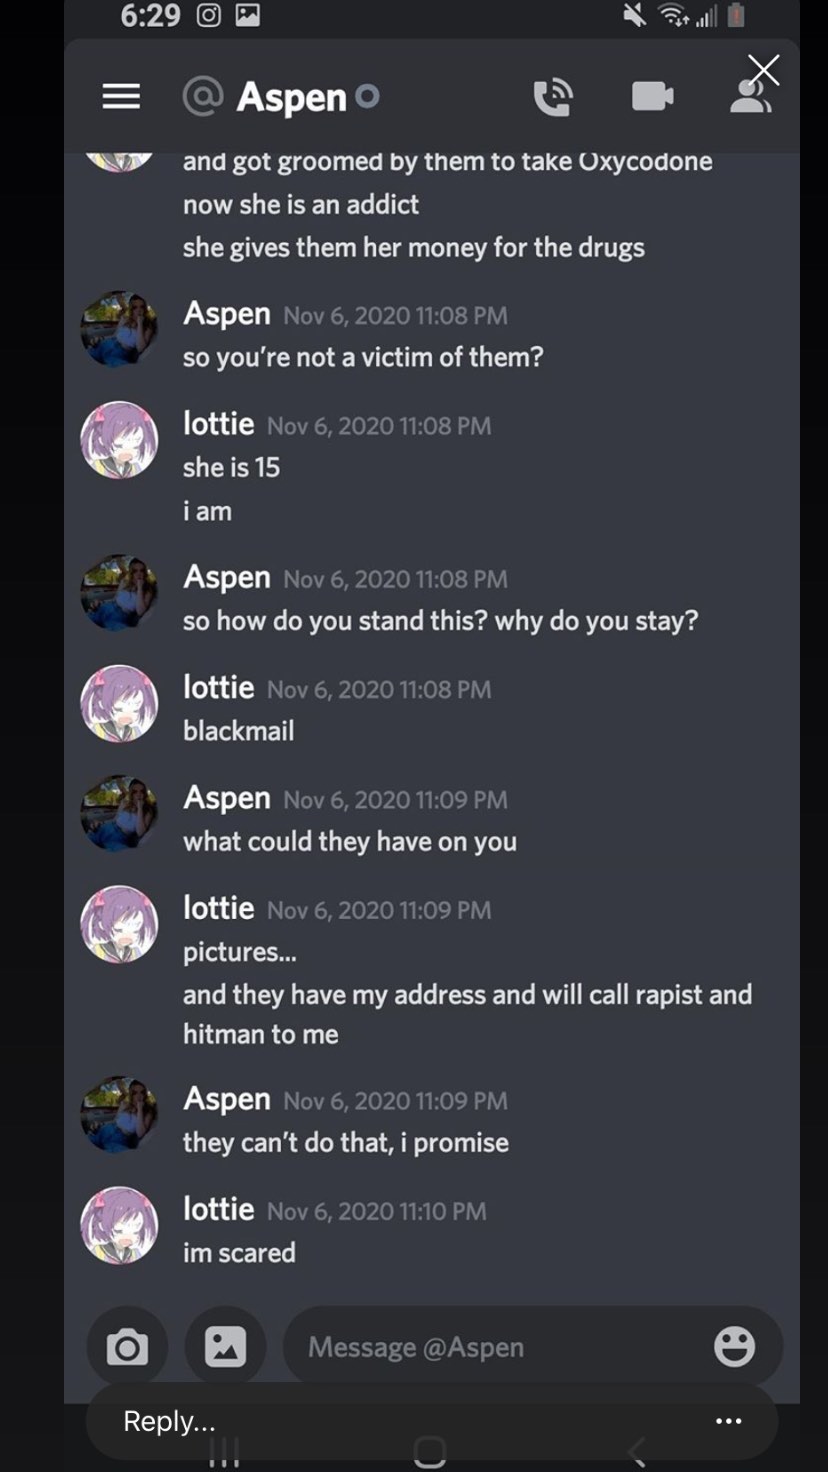 6:29
@ Aspen
and got groomed by them to take Oxycodone
now she is an addict
she gives them her money for the drugs
Aspen Nov 6, 2020 11:08 PM
so you're not a victim of them?
lottie Nov 6, 2020 11:08 PM
she is 15
i am
Aspen Nov 6, 2020 11:08 PM
so how do you stand this? why do you stay?
lottie Nov 6, 2020 11:08 PM
blackmail
Aspen Nov 6, 2020 11:09 PM
what could they have on you
lottie Nov 6, 2020 11:09 PM
pictures...
and they have my address and will call rapist and
hitman to me
Aspen Nov 6, 2020 11:09 PM
they can't do that, i promise
lottie Nov 6, 2020 11:10 PM
im scared
Message @Aspen
Reply...